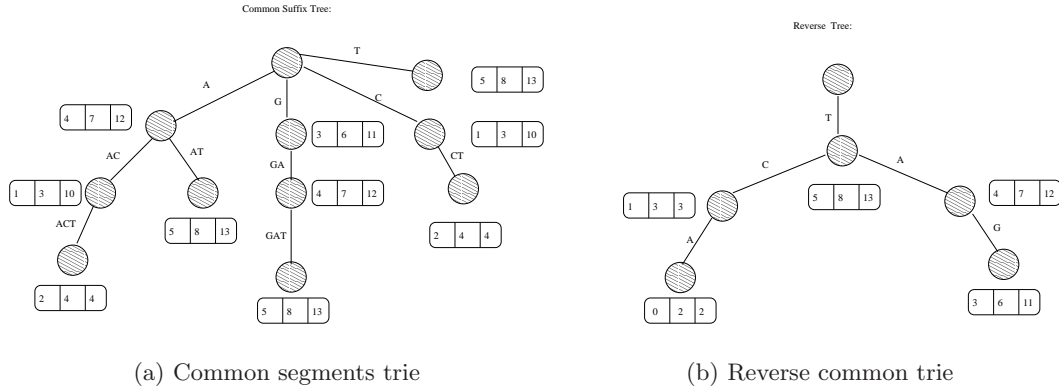 Common Suffix Tree:
T
A
G
C
5 8 13
4 7 12
3 6 11
1 3 10
AC
AT
GA
CT
1 3 10
5 8 13
4 7 12
2 4 4
ACT
GAT
2 4 4
5 8 13
(a) Common segments trie
Reverse Tree:
T
C
A
1 3 3
5 8 13
4 7 12
A
G
0 2 2
3 6 11
(b) Reverse common trie